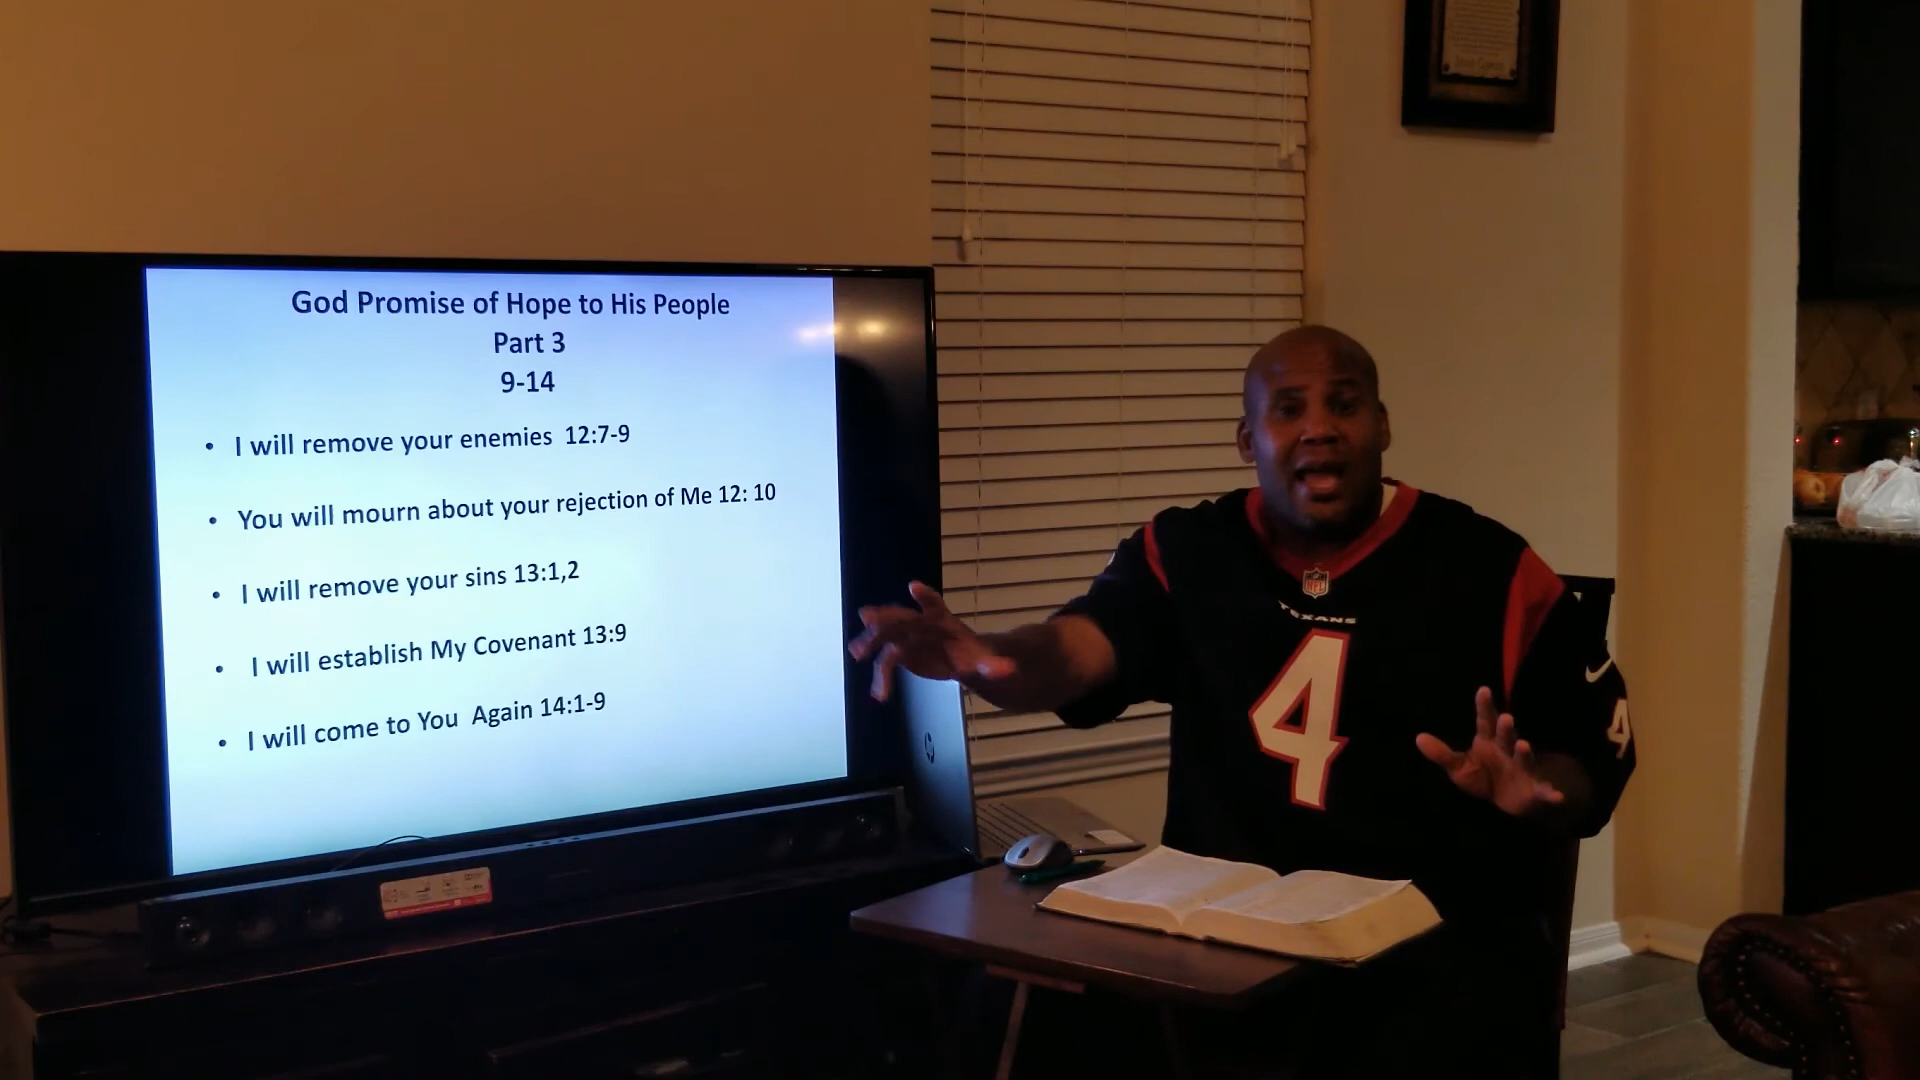 God Promise of Hope to His People
Part 3
9-14
• I will remove your enemies 12:7-9
• You will mourn about your rejection of Me 12: 10
• I will remove your sins 13:1,2
• I will establish My Covenant 13:9
• I will come to You Again 14:1-9
NFL
TEXANS
4
4
hp